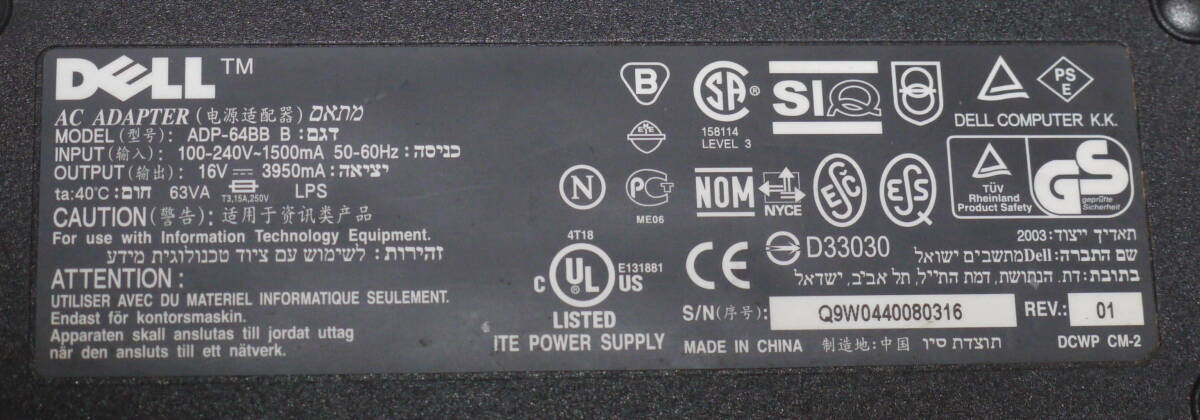 DELL™
AC ADAPTER (电源适配器) מתאם
MODEL (型号): ADP-64BB B :דגם
INPUT (输入): 100-240V~1500mA 50-60Hz :כניסה
OUTPUT (输出): 16V 3950mA :יציאה
ta:40°C :חום 63VA T3,15A,250V LPS
CAUTION (警告): 适用于资讯类产品
For use with Information Technology Equipment.
זהירות: לשימוש עם ציוד טכנולוגית מידע
ATTENTION :
UTILISER AVEC DU MATERIEL INFORMATIQUE SEULEMENT.
Endast för kontorsmaskin.
Apparaten skall anslutas till jordat uttag
när den ansluts till ett nätverk.
B
KETE
N
PCT
ME06
4T18
C UL US
E131881
LISTED
ITE POWER SUPPLY
SA ®
158114
LEVEL 3
SIQ
PS
E
DELL COMPUTER K.K.
NOM
NYCE
ESČ
TÜV
Rheinland
Product Safety
GS
geprüfte
Sicherheit
CE
D33030
תאריך ייצור: 2003
שם החברה: Dell מחשבים ישראל
S/N(序号): Q9W0440080316 REV.: 01
MADE IN CHINA 制造地:中国 תוצרת סין DCWP CM-2